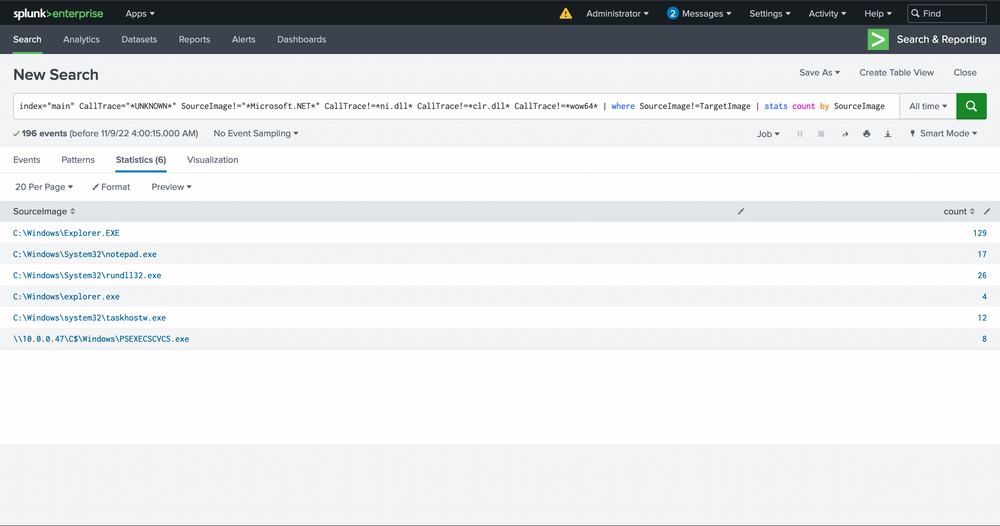 splunk>enterprise Apps Administrator 2 Messages Settings Activity Help Find
Search Analytics Datasets Reports Alerts Dashboards > Search & Reporting
New Search Save As Create Table View Close
index="main" CallTrace="*UNKNOWN*" SourceImage!="*Microsoft.NET*" CallTrace!=*ni.dll* CallTrace!=*clr.dll* CallTrace!=*wow64* | where SourceImage!=TargetImage | stats count by SourceImage All time
196 events (before 11/9/22 4:00:15.000 AM) No Event Sampling Job Smart Mode
Events Patterns Statistics (6) Visualization
20 Per Page Format Preview
SourceImage count
C:\Windows\Explorer.EXE 129
C:\Windows\System32\notepad.exe 17
C:\Windows\System32\rundll32.exe 26
C:\Windows\explorer.exe 4
C:\Windows\system32\taskhostw.exe 12
\\10.0.0.47\C$\Windows\PSEXECSCVCS.exe 8